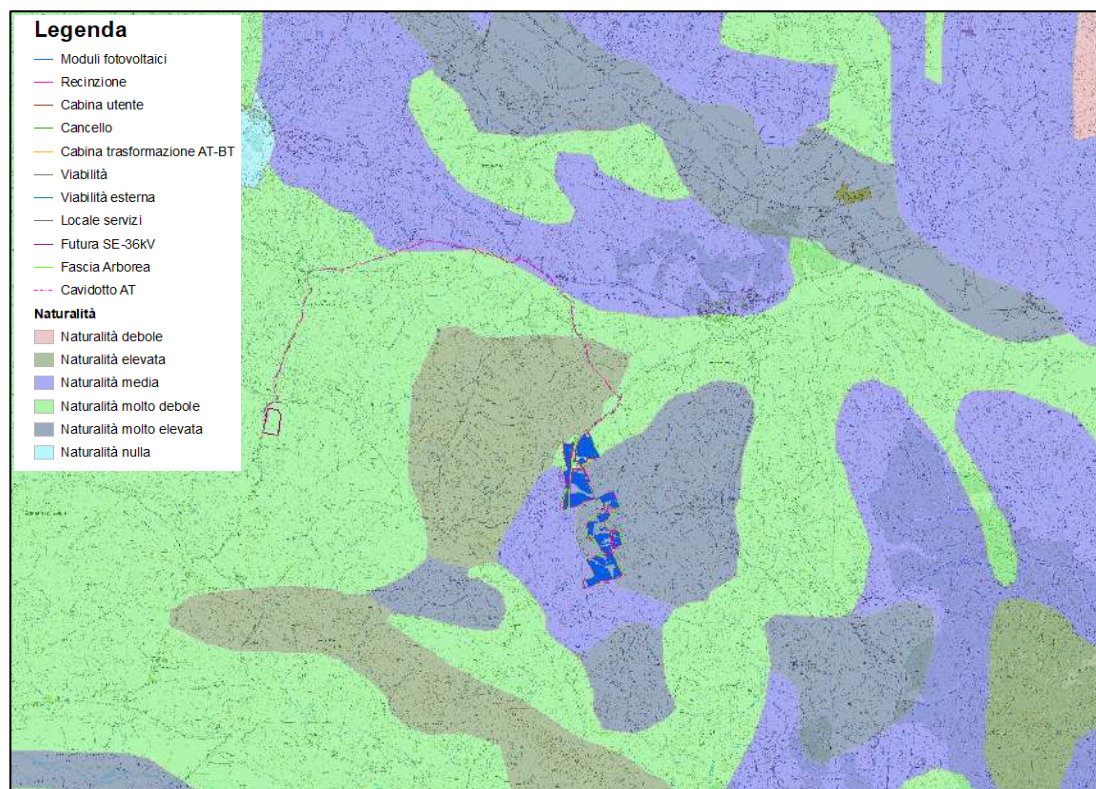 Legenda
Moduli fotovoltaici
Recinzione
Cabina utente
Cancello
Cabina trasformazione AT-BT
Viabilità
Viabilità esterna
Locale servizi
Futura SE-36kV
Fascia Arborea
Cavidotto AT
Naturalità
Naturalità debole
Naturalità elevata
Naturalità media
Naturalità molto debole
Naturalità molto elevata
Naturalità nulla